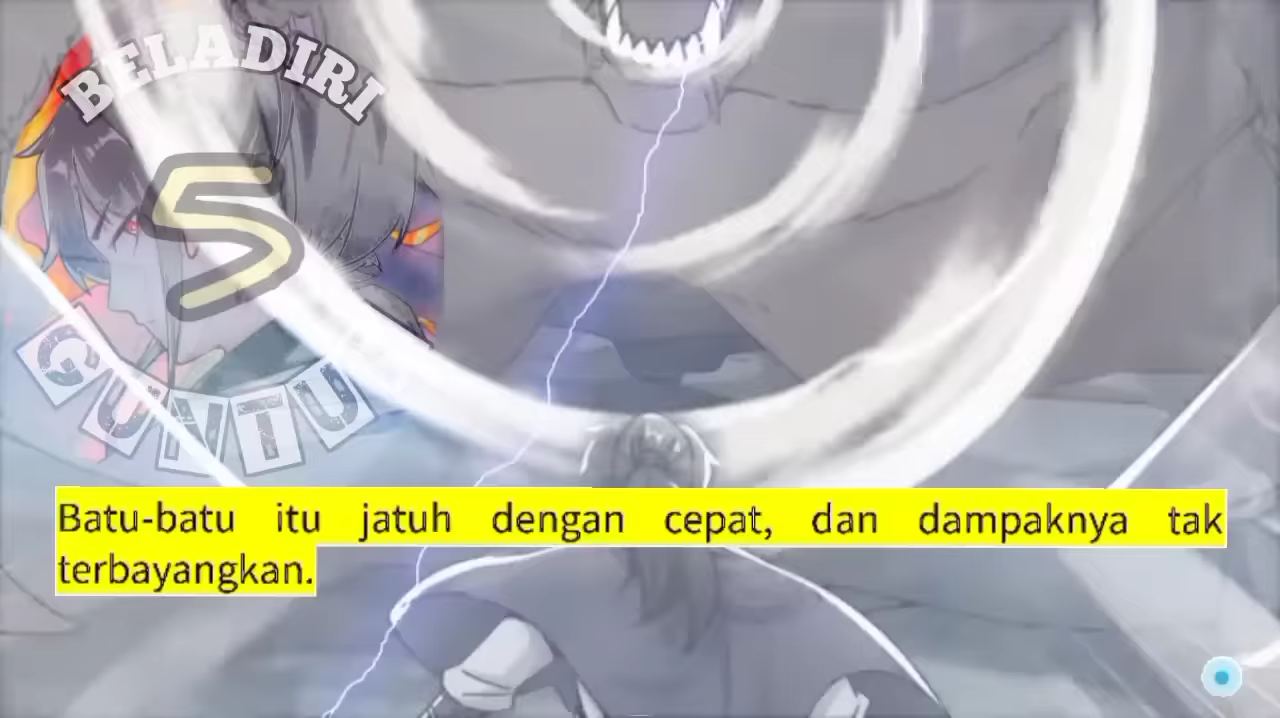 BELADIRI
5
GUNTU
Batu-batu itu jatuh dengan cepat, dan dampaknya tak
terbayangkan.